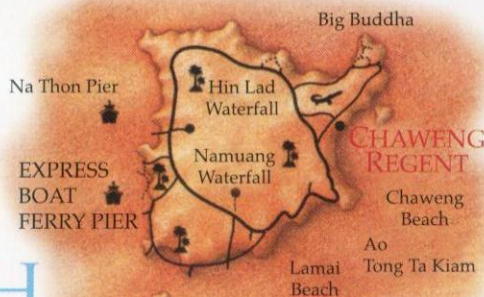 Big Buddha
Na Thon Pier
Hin Lad
Waterfall
CHAWENG
REGENT
Namuang
Waterfall
EXPRESS
BOAT
FERRY PIER
Chaweng
Beach
Ao
Tong Ta Kiam
Lamai
Beach
H